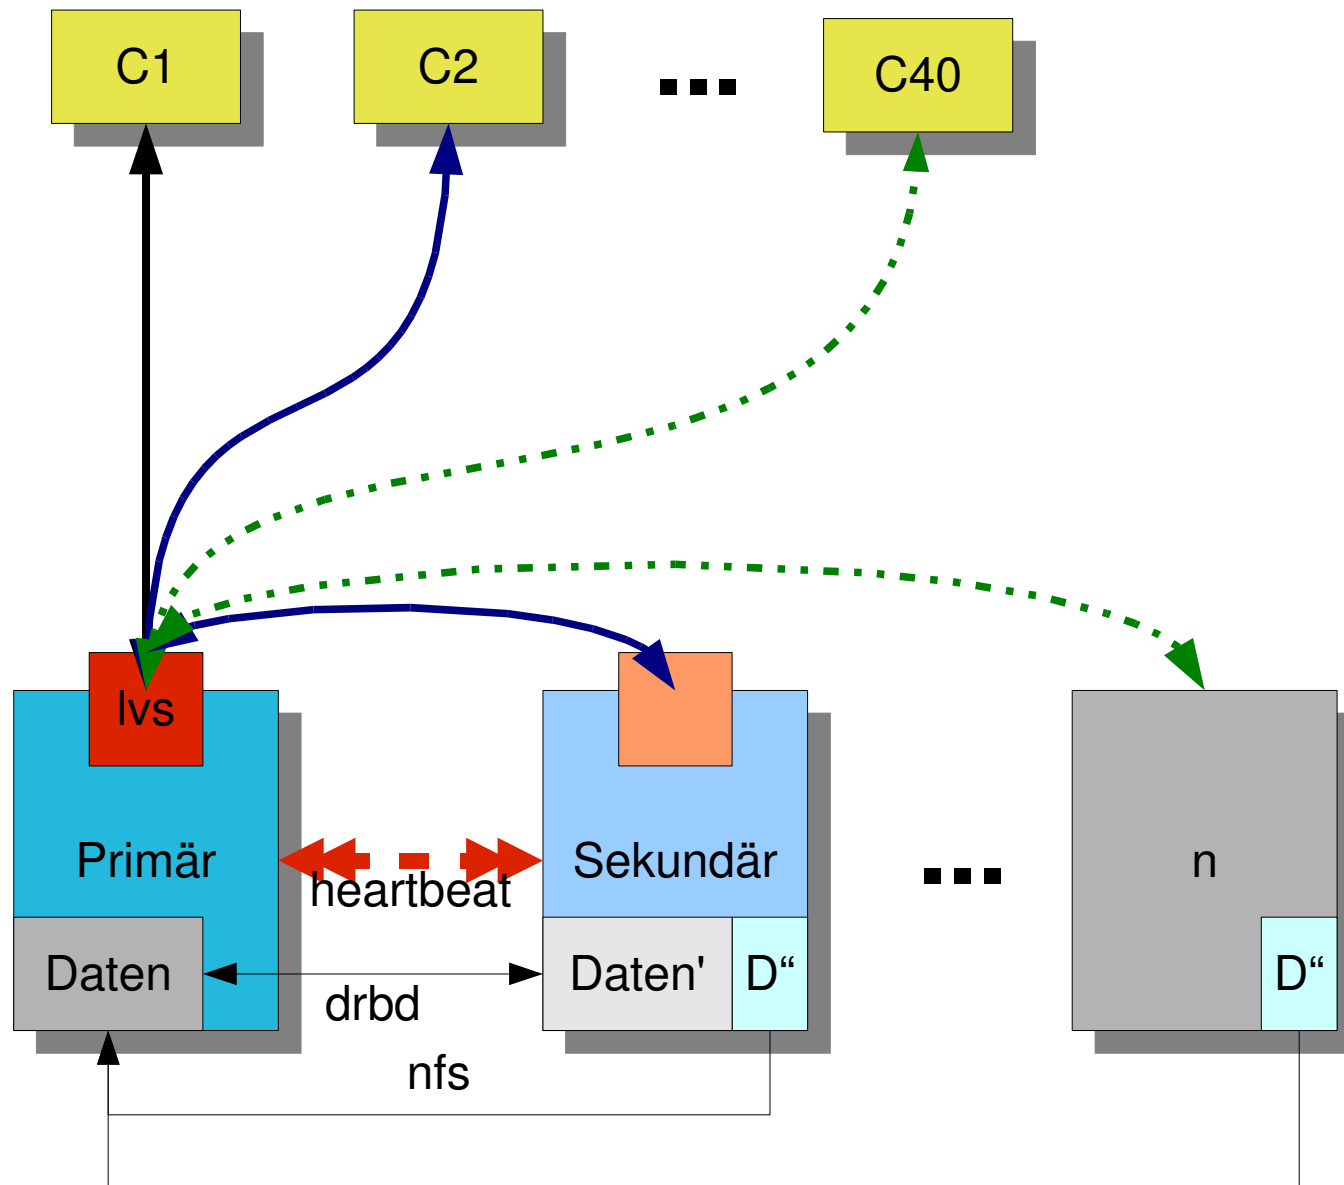 C1
C2
C40
lvs
Primär
heartbeat
Sekundär
n
Daten
drbd
Daten'
D“
D“
nfs